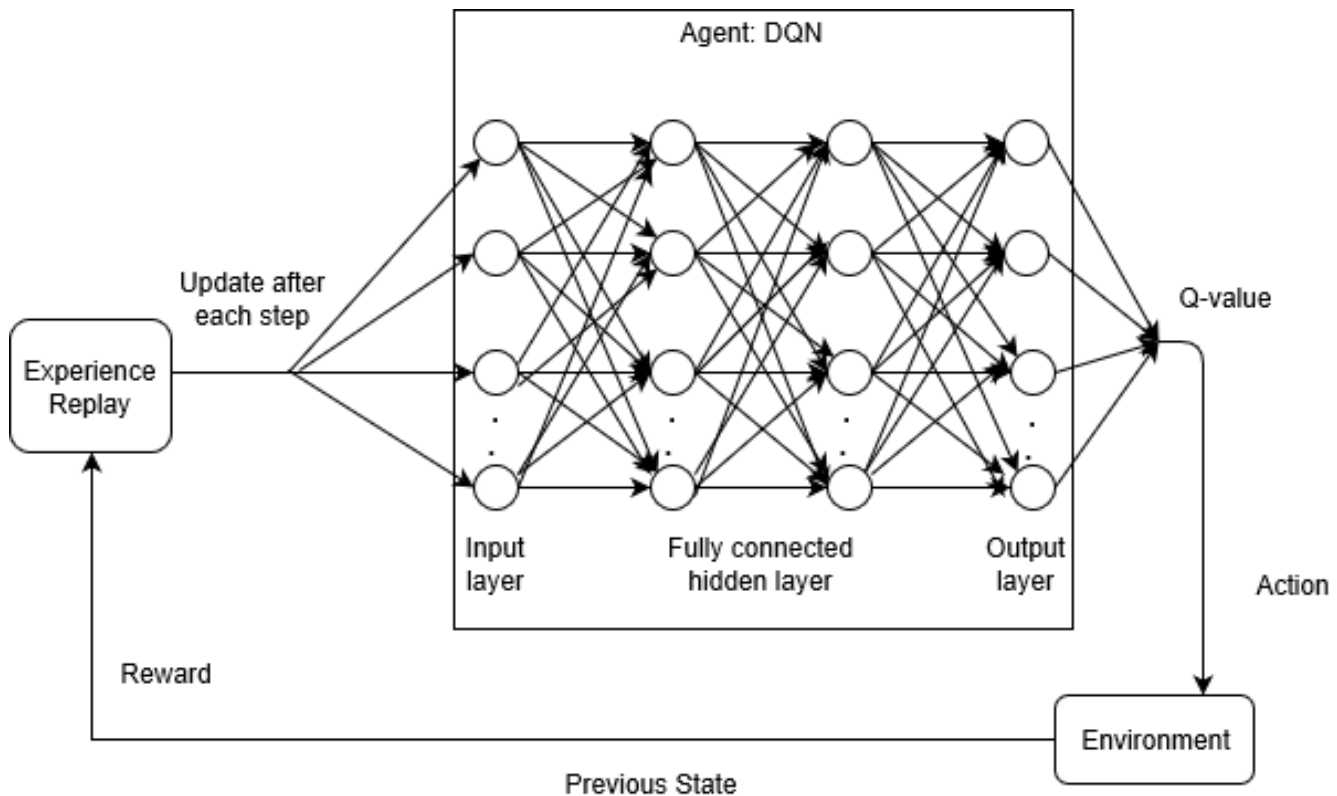 Agent: DQN
Update after
each step
Q-value
Experience
Replay
Input
layer
Fully connected
hidden layer
Output
layer
Action
Reward
Environment
Previous State